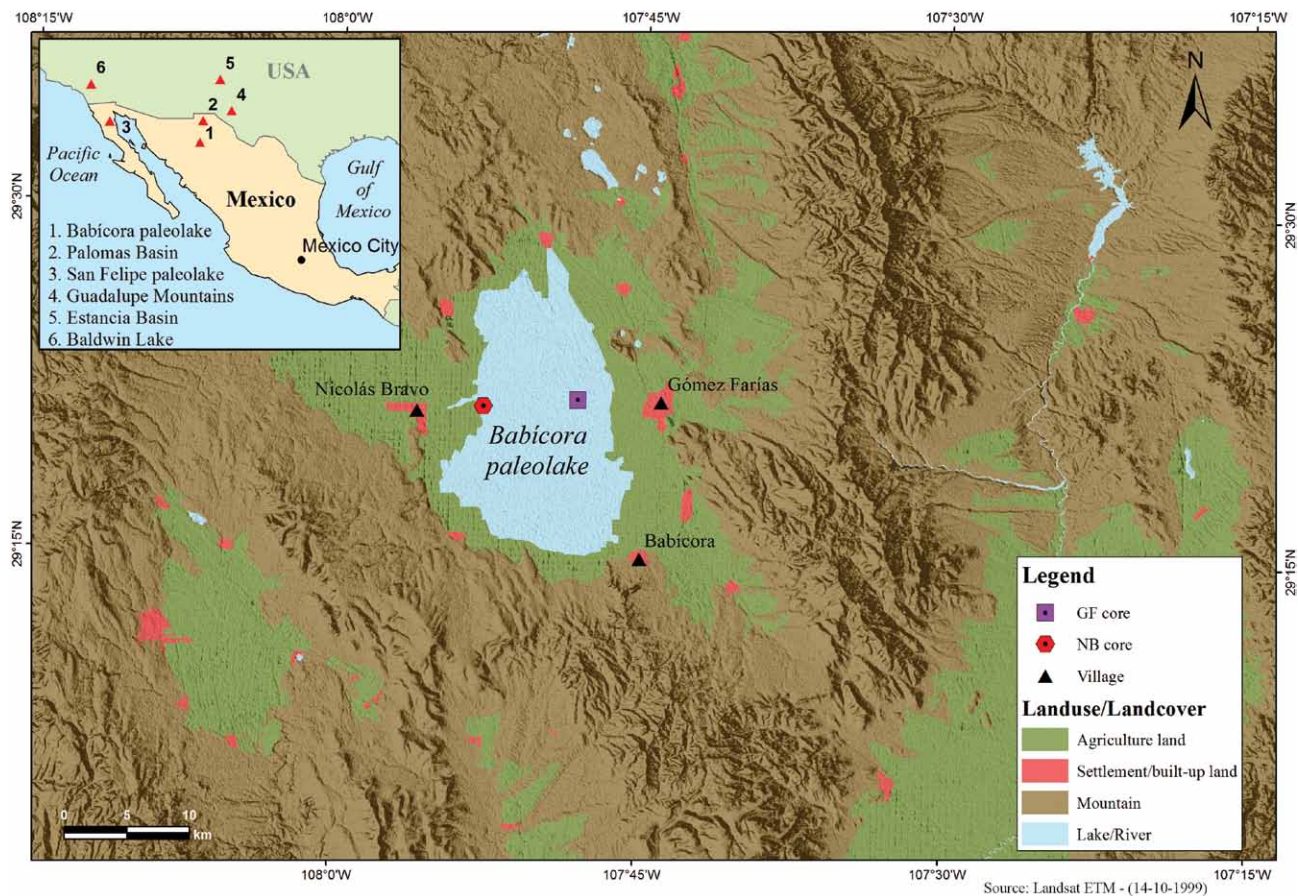 108°15'W
108°0'W
107°45'W
107°30'W
107°15'W
29°30'N
29°15'N
29°30'N
29°15'N
6
5
USA
4
2
3
1
Pacific
Ocean
Gulf
of
Mexico
Mexico
Mexico City
1. Babícora paleolake
2. Palomas Basin
3. San Felipe paleolake
4. Guadalupe Mountains
5. Estancia Basin
6. Baldwin Lake
N
Nicolás Bravo
Gómez Farías
Babícora
paleolake
Babícora
Legend
GF core
NB core
Village
Landuse/Landcover
Agriculture land
Settlement/built-up land
Mountain
Lake/River
0 5 10
km
108°0'W
107°45'W
107°30'W
107°15'W
Source: Landsat ETM - (14-10-1999)